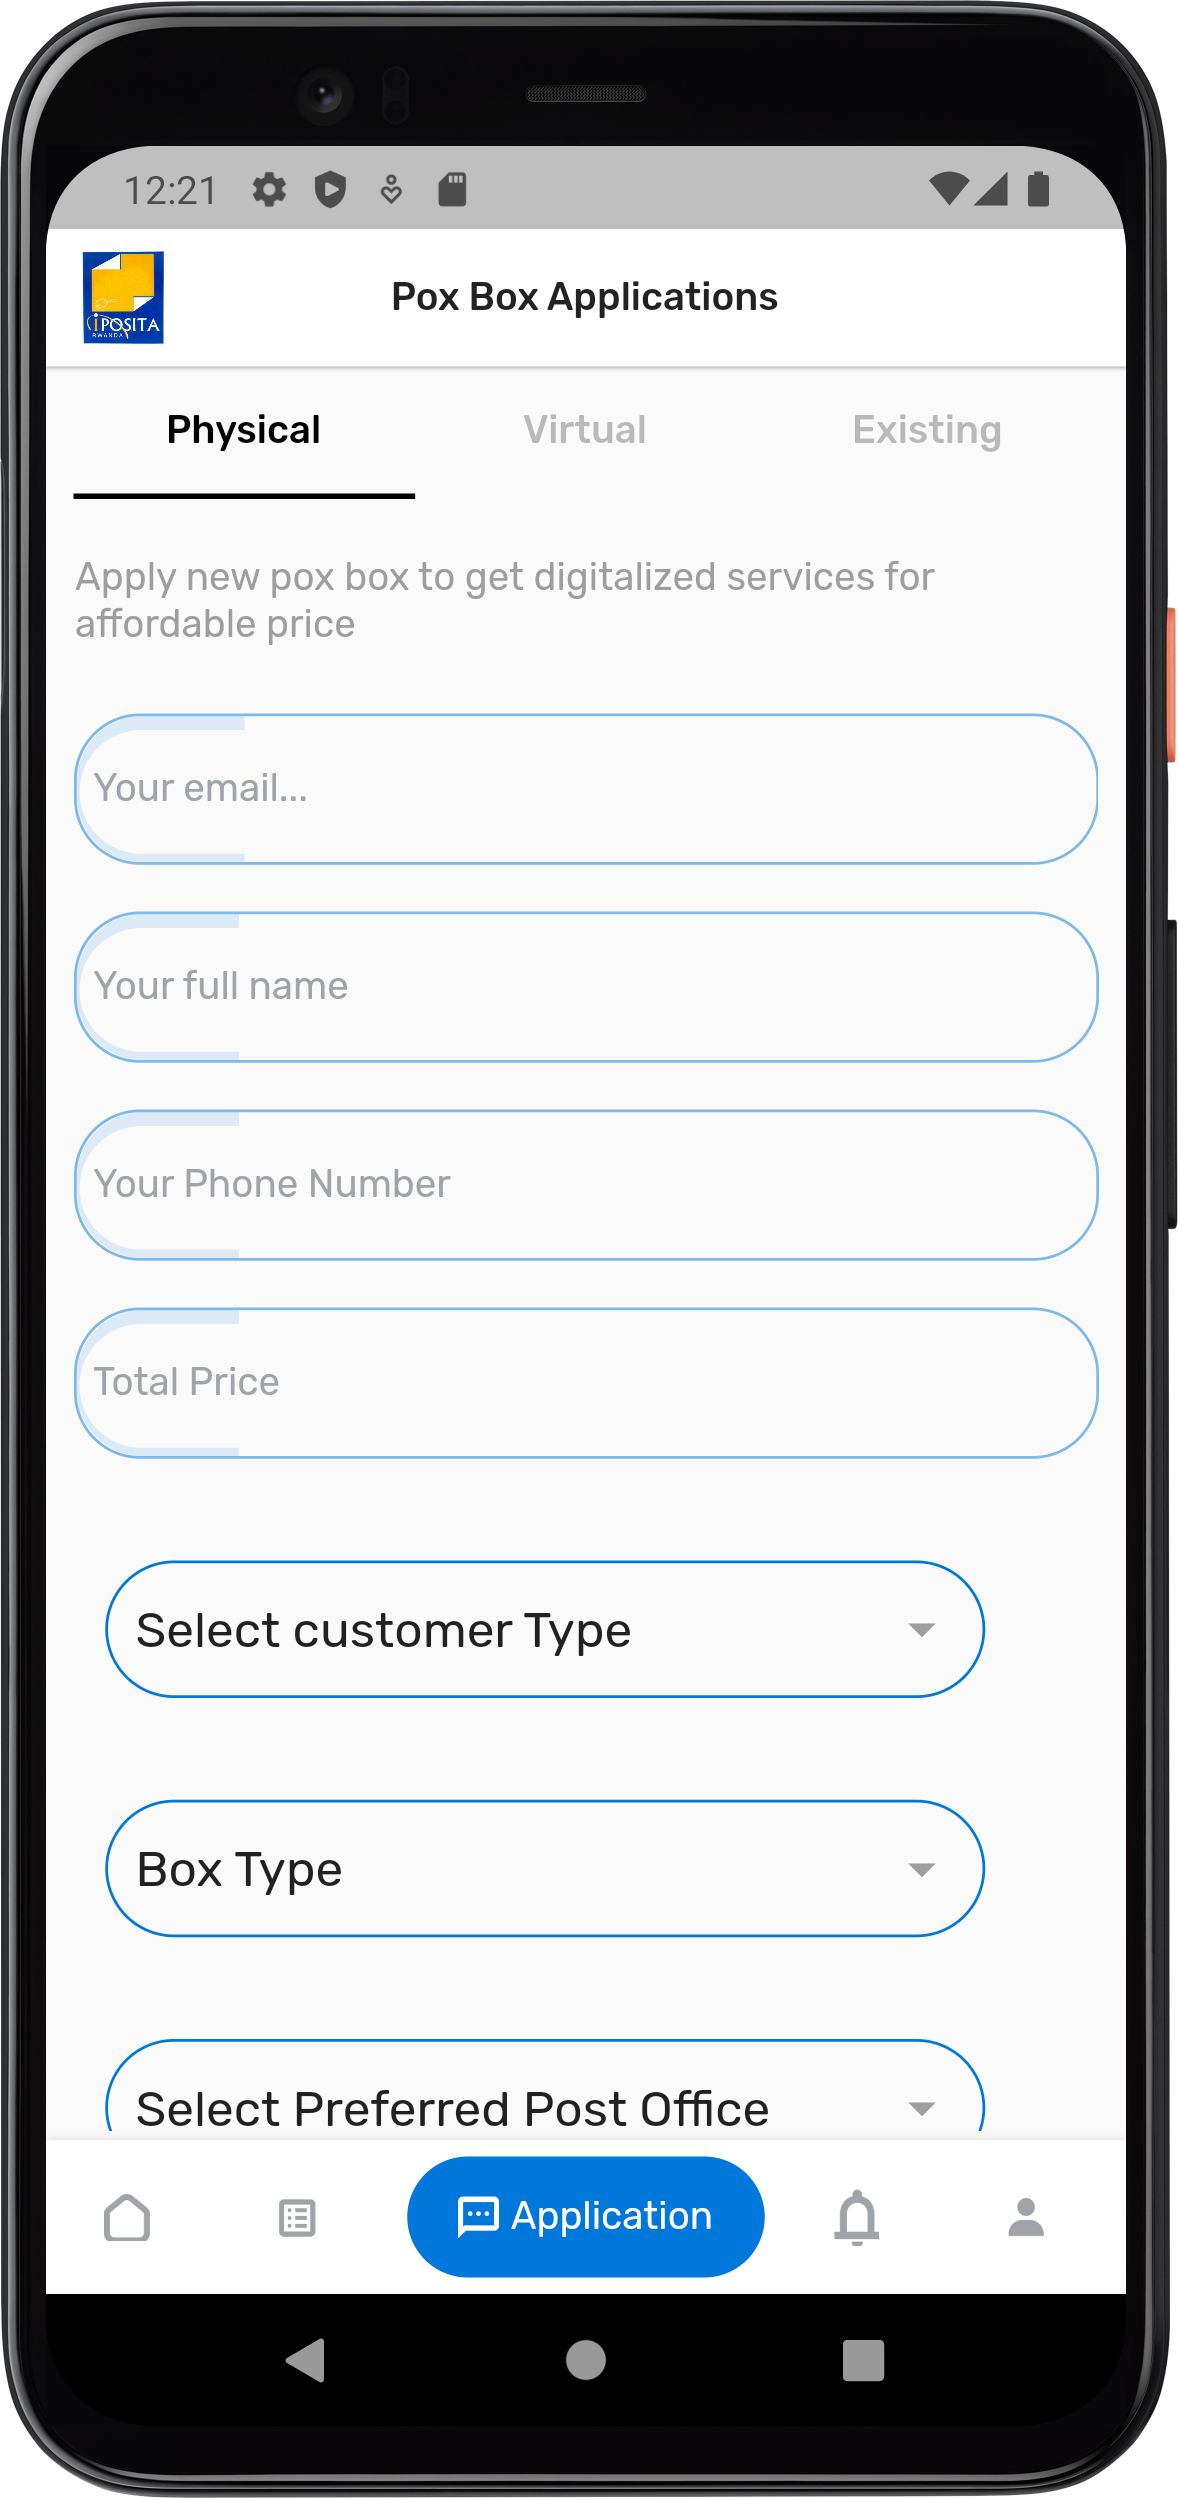 12:21
iPOSITA
RWANDA
Pox Box Applications
Physical
Virtual
Existing
Apply new pox box to get digitalized services for
affordable price
Your email...
Your full name
Your Phone Number
Total Price
Select customer Type
Box Type
Select Preferred Post Office
Application